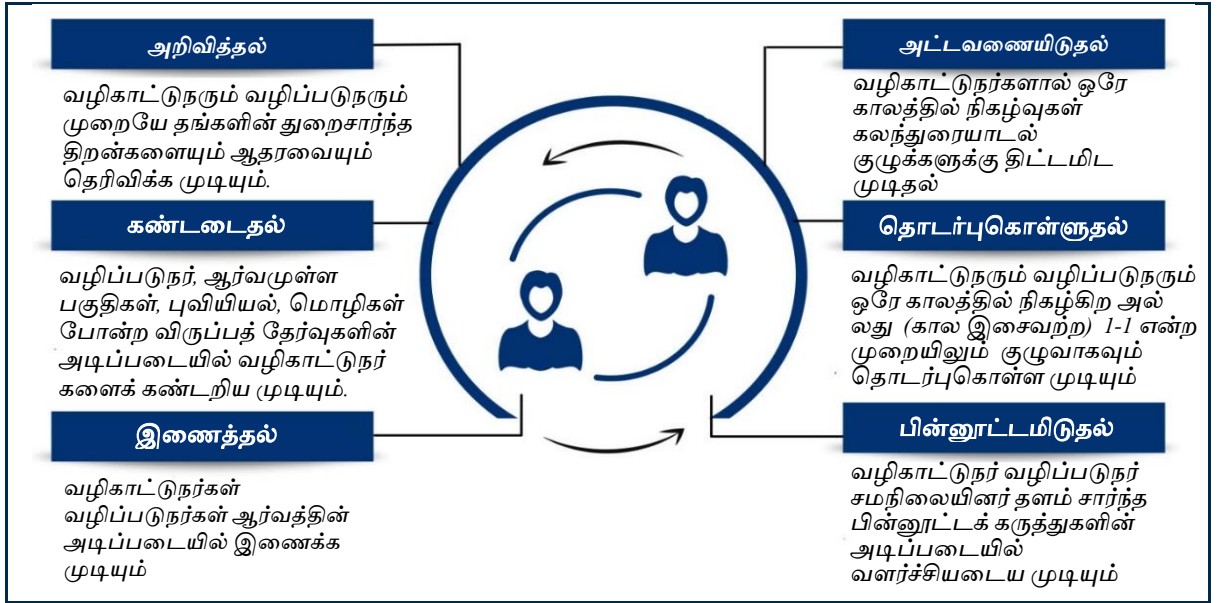 அறிவித்தல்
வழிகாட்டுநரும் வழிப்படுநரும்
முறையே தங்களின் துறைசார்ந்த
திறன்களையும் ஆதரவையும்
தெரிவிக்க முடியும்.
கண்டடைதல்
வழிப்படுநர், ஆர்வமுள்ள
பகுதிகள், புவியியல், மொழிகள்
போன்ற விருப்பத் தேர்வுகளின்
அடிப்படையில் வழிகாட்டுநர்
களைக் கண்டறிய முடியும்.
இணைத்தல்
வழிகாட்டுநர்கள்
வழிப்படுநர்கள் ஆர்வத்தின்
அடிப்படையில் இணைக்க
முடியும்
அட்டவணையிடுதல்
வழிகாட்டுநர்களால் ஒரே
காலத்தில் நிகழ்வுகள்
கலந்துரையாடல்
குழுக்களுக்கு திட்டமிட
முடிதல்
தொடர்புகொள்ளுதல்
வழிகாட்டுநரும் வழிப்படுநரும்
ஒரே காலத்தில் நிகழ்கிற அல்
லது (கால இசைவற்ற) 1-1 என்ற
முறையிலும் குழுவாகவும்
தொடர்புகொள்ள முடியும்
பின்னூட்டமிடுதல்
வழிகாட்டுநர் வழிப்படுநர்
சமநிலையினர் தளம் சார்ந்த
பின்னூட்டக் கருத்துகளின்
அடிப்படையில்
வளர்ச்சியடைய முடியும்